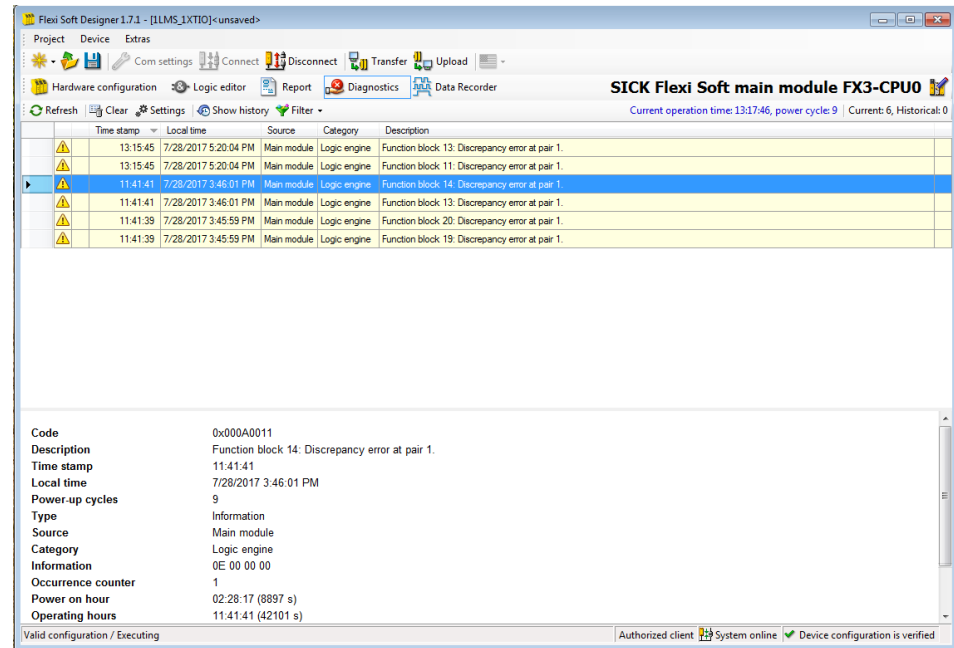 Flexi Soft Designer 1.7.1 - [1LMS_1XTIO]<unsaved>
Project Device Extras
Com settings Connect Disconnect Transfer Upload
Hardware configuration Logic editor Report Diagnostics Data Recorder SICK Flexi Soft main module FX3-CPU0
Refresh Clear Settings Show history Filter Current operation time: 13:17:46, power cycle: 9 Current: 6, Historical: 0
Time stamp Local time Source Category Description
13:15:45 7/28/2017 5:20:04 PM Main module Logic engine Function block 13: Discrepancy error at pair 1.
13:15:45 7/28/2017 5:20:04 PM Main module Logic engine Function block 11: Discrepancy error at pair 1.
11:41:41 7/28/2017 3:46:01 PM Main module Logic engine Function block 14: Discrepancy error at pair 1.
11:41:41 7/28/2017 3:46:01 PM Main module Logic engine Function block 13: Discrepancy error at pair 1.
11:41:39 7/28/2017 3:45:59 PM Main module Logic engine Function block 20: Discrepancy error at pair 1.
11:41:39 7/28/2017 3:45:59 PM Main module Logic engine Function block 19: Discrepancy error at pair 1.
Code 0x000A0011
Description Function block 14: Discrepancy error at pair 1.
Time stamp 11:41:41
Local time 7/28/2017 3:46:01 PM
Power-up cycles 9
Type Information
Source Main module
Category Logic engine
Information 0E 00 00 00
Occurrence counter 1
Power on hour 02:28:17 (8897 s)
Operating hours 11:41:41 (42101 s)
Valid configuration / Executing Authorized client System online Device configuration is verified